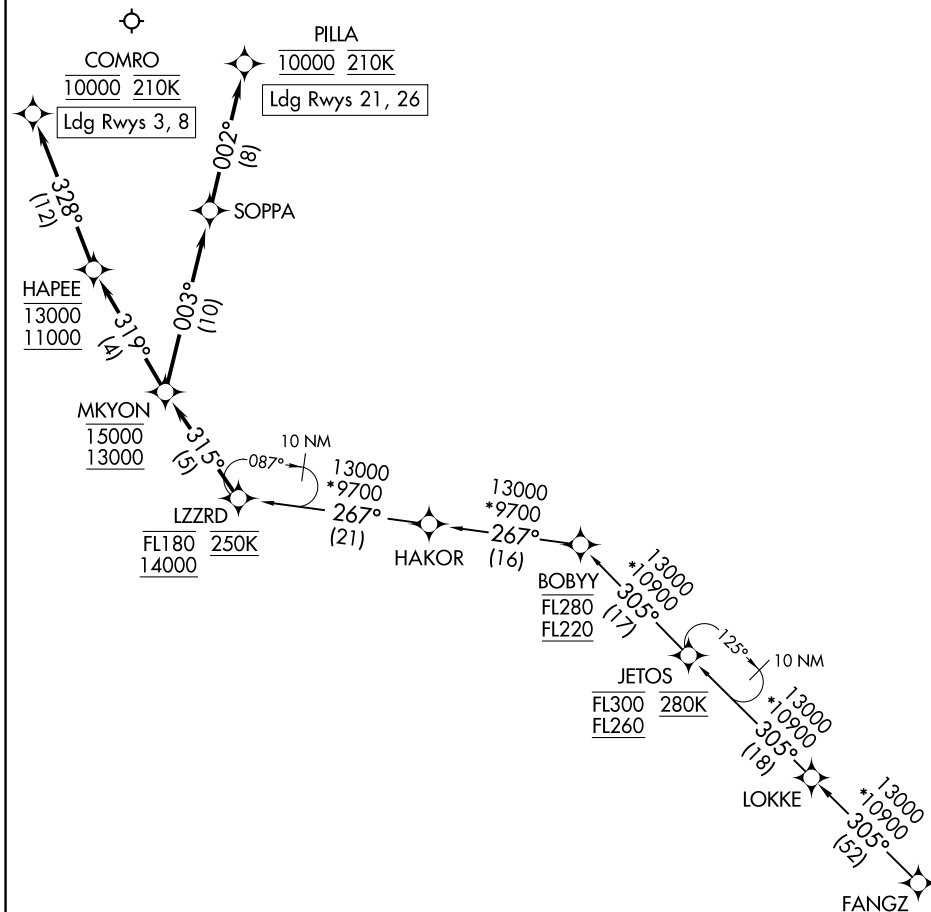 COMRO
10000 210K
Ldg Rwys 3, 8
PILLA
10000 210K
Ldg Rwys 21, 26
002°
(8)
328°
(12)
SOPPA
HAPEE
13000
11000
003°
(10)
319°
(4)
MKYON
15000
13000
315°
(5)
087°
10 NM
LZZRD
FL180 250K
14000
13000
*9700
267°
(21)
HAKOR
13000
*9700
267°
(16)
BOBYY
FL280
FL220
13000
*10900
305°
(17)
125°
10 NM
JETOS
FL300 280K
FL260
13000
*10900
305°
(18)
LOKKE
13000
*10900
305°
(52)
FANGZ